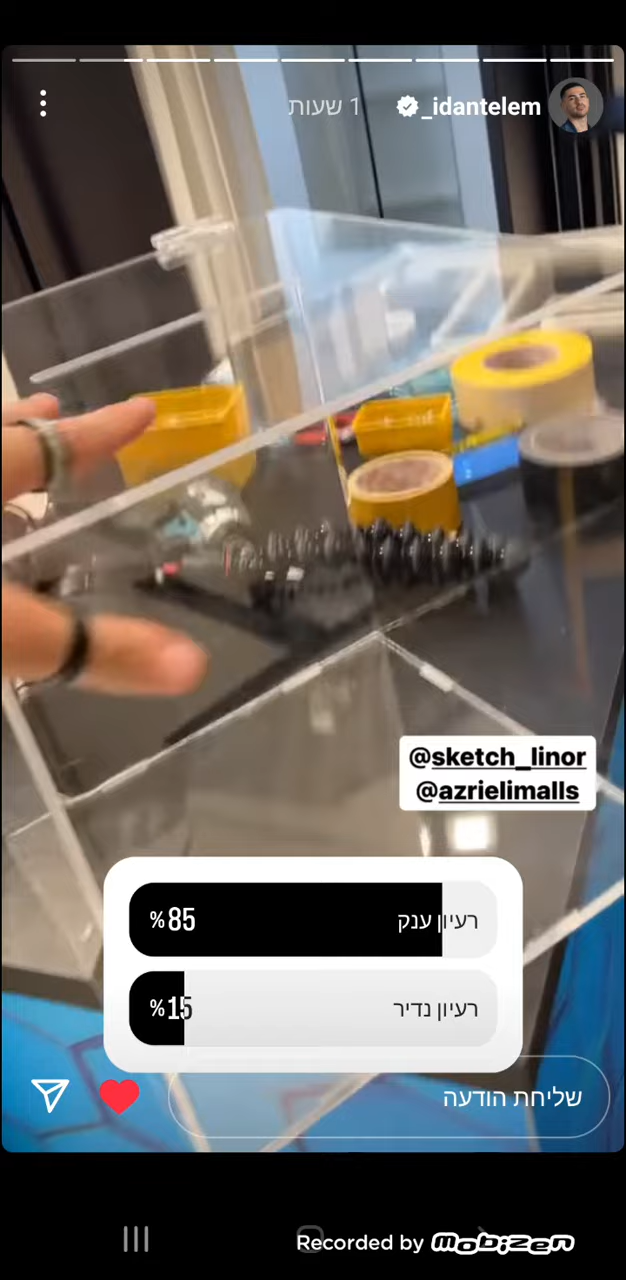 _idantelem 1 שעות
@sketch_linor
@azrielimalls
רעיון ענק %85
רעיון נדיר %15
שליחת הודעה
Recorded by mobizen